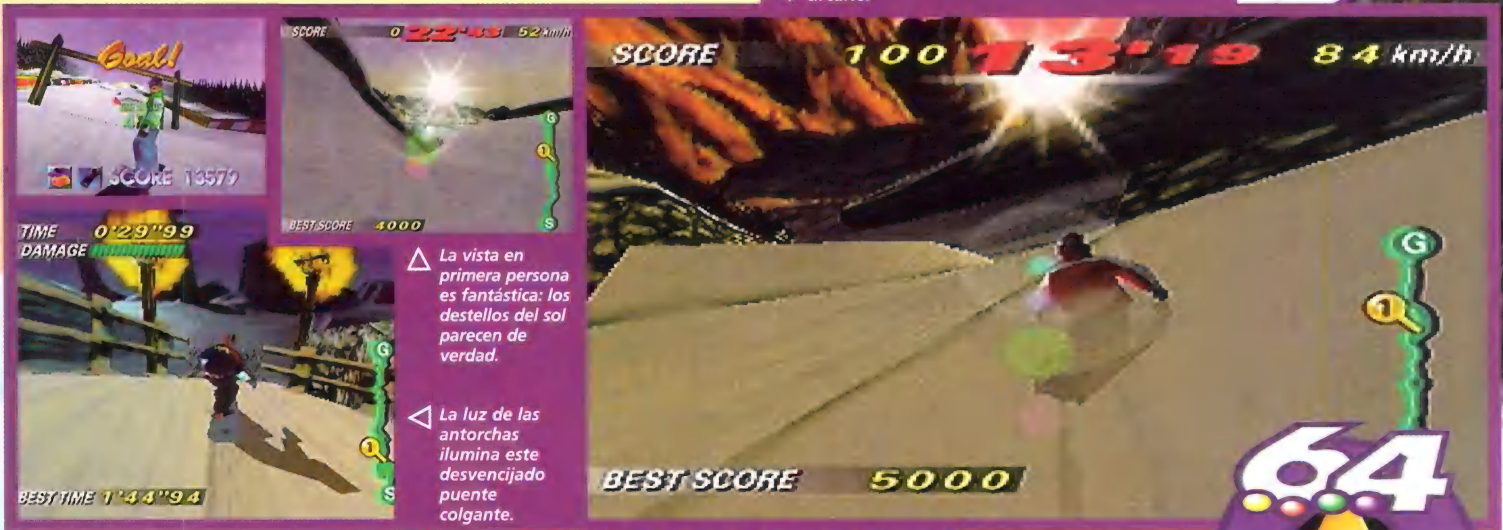 Goal!
SCORE 13579
SCORE 0 22'43 52 km/h
G
1
S
BEST SCORE 4000
TIME 0'29"99
DAMAGE
G
1
S
BEST TIME 1'44"94
La vista en
primera persona
es fantástica: los
destellos del sol
parecen de
verdad.
La luz de las
antorchas
ilumina este
desvencijado
puente
colgante.
SCORE 100 13'19 84 km/h
G
1
BEST SCORE 5000
64